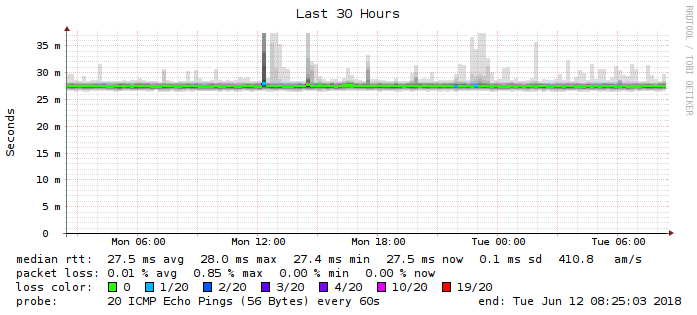 Last 30 Hours
RRDTOOL / TOBI OETIKER
Seconds
35 m
30 m
25 m
20 m
15 m
10 m
5 m
0
Mon 06:00 Mon 12:00 Mon 18:00 Tue 00:00 Tue 06:00
median rtt: 27.5 ms avg 28.0 ms max 27.4 ms min 27.5 ms now 0.1 ms sd 410.8 am/s
packet loss: 0.01 % avg 0.85 % max 0.00 % min 0.00 % now
loss color: 0 1/20 2/20 3/20 4/20 10/20 19/20
probe: 20 ICMP Echo Pings (56 Bytes) every 60s end: Tue Jun 12 08:25:03 2018